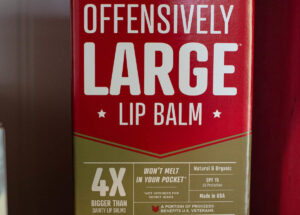 OFFENSIVELY
LARGE
LIP BALM
4X
BIGGER THAN
DAINTY LIP BALMS
WON'T MELT
IN YOUR POCKET*
Natural & Organic
SPF 15
Made in USA
A PORTION OF PROCEEDS
BENEFITS U.S. VETERANS